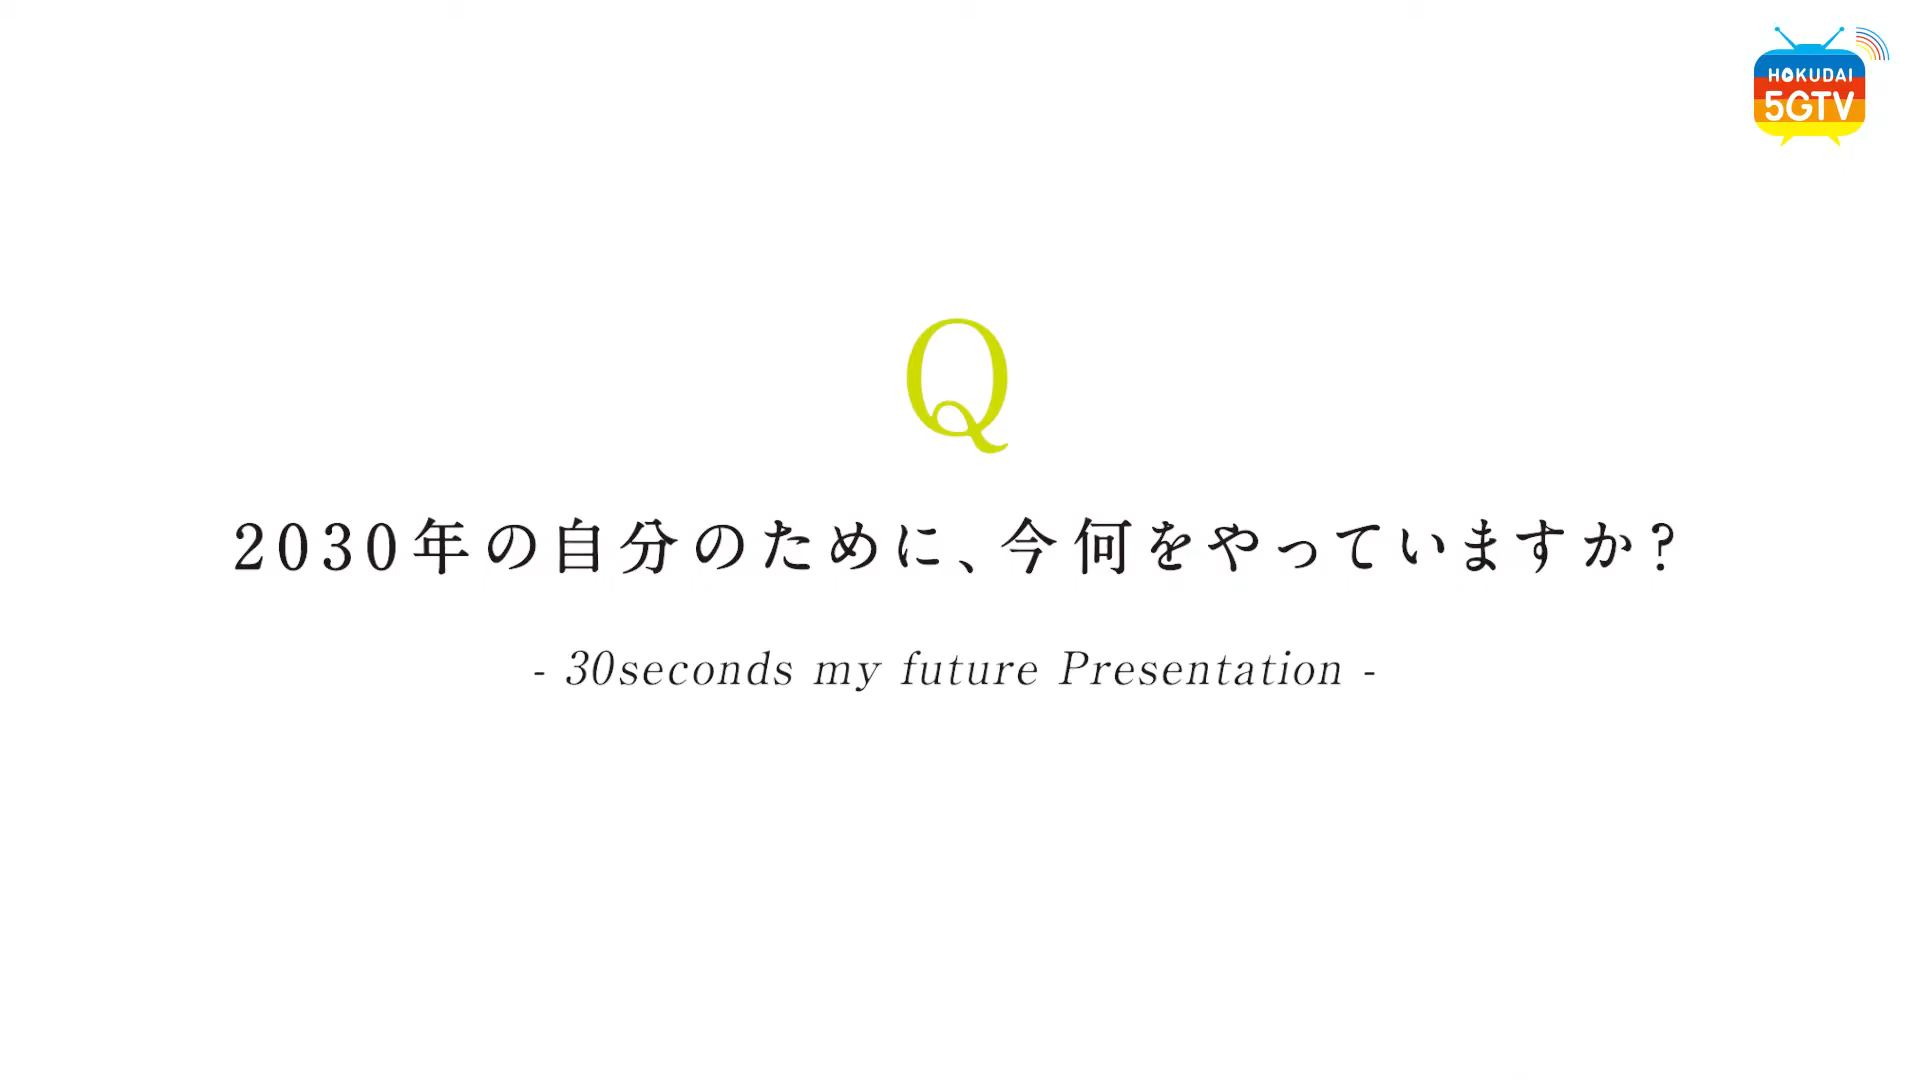 HOKUDAI
5GTV
Q
2030年の自分のために、今何をやっていますか?
- 30seconds my future Presentation -